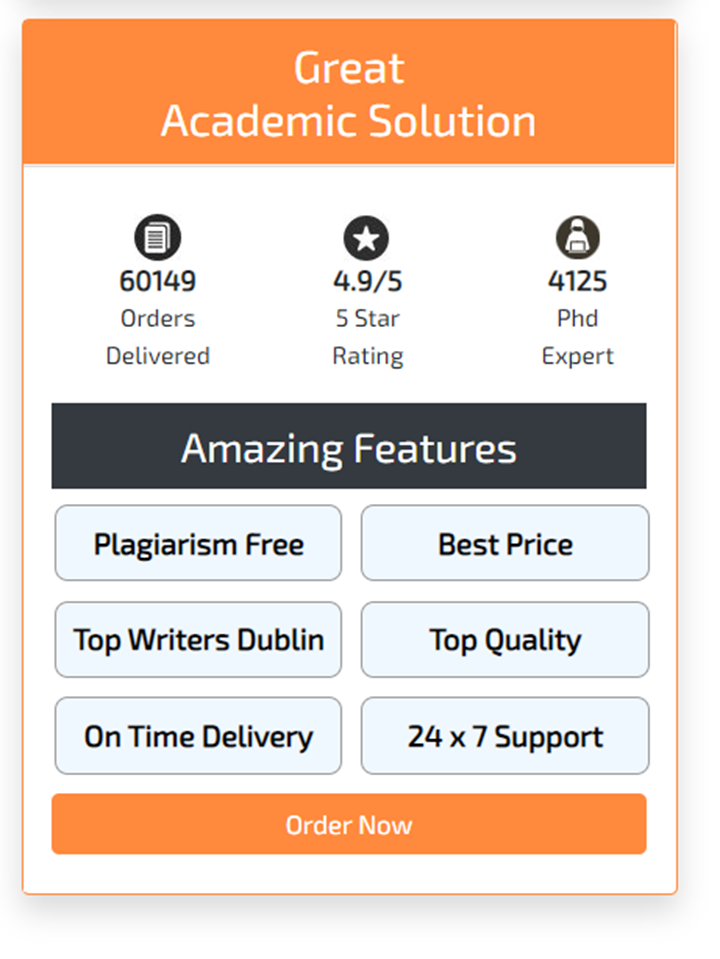 Great
Academic Solution
60149
Orders
Delivered
4.9/5
5 Star
Rating
4125
Phd
Expert
Amazing Features
Plagiarism Free
Best Price
Top Writers Dublin
Top Quality
On Time Delivery
24 x 7 Support
Order Now